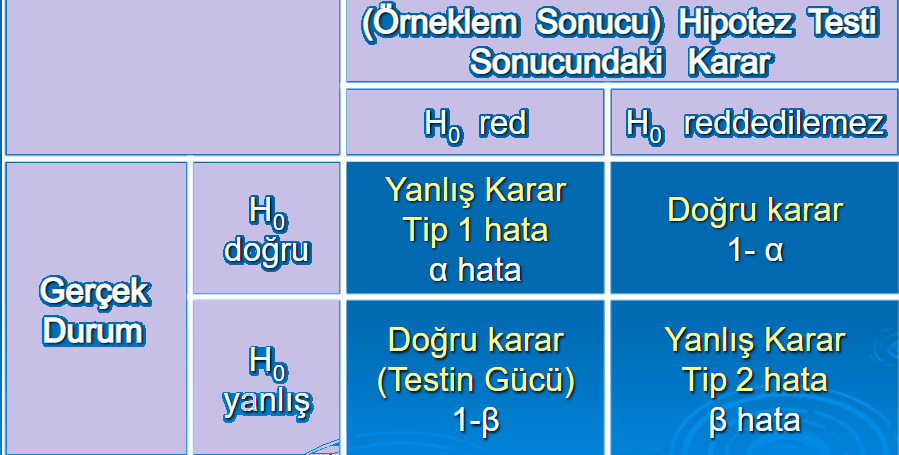 (Örneklem Sonucu) Hipotez Testi
Sonucundaki Karar
H₀ red
H₀ reddedilemez
Gerçek
Durum
H₀
doğru
Yanlış Karar
Tip 1 hata
α hata
Doğru karar
1- α
H₀
yanlış
Doğru karar
(Testin Gücü)
1-β
Yanlış Karar
Tip 2 hata
β hata